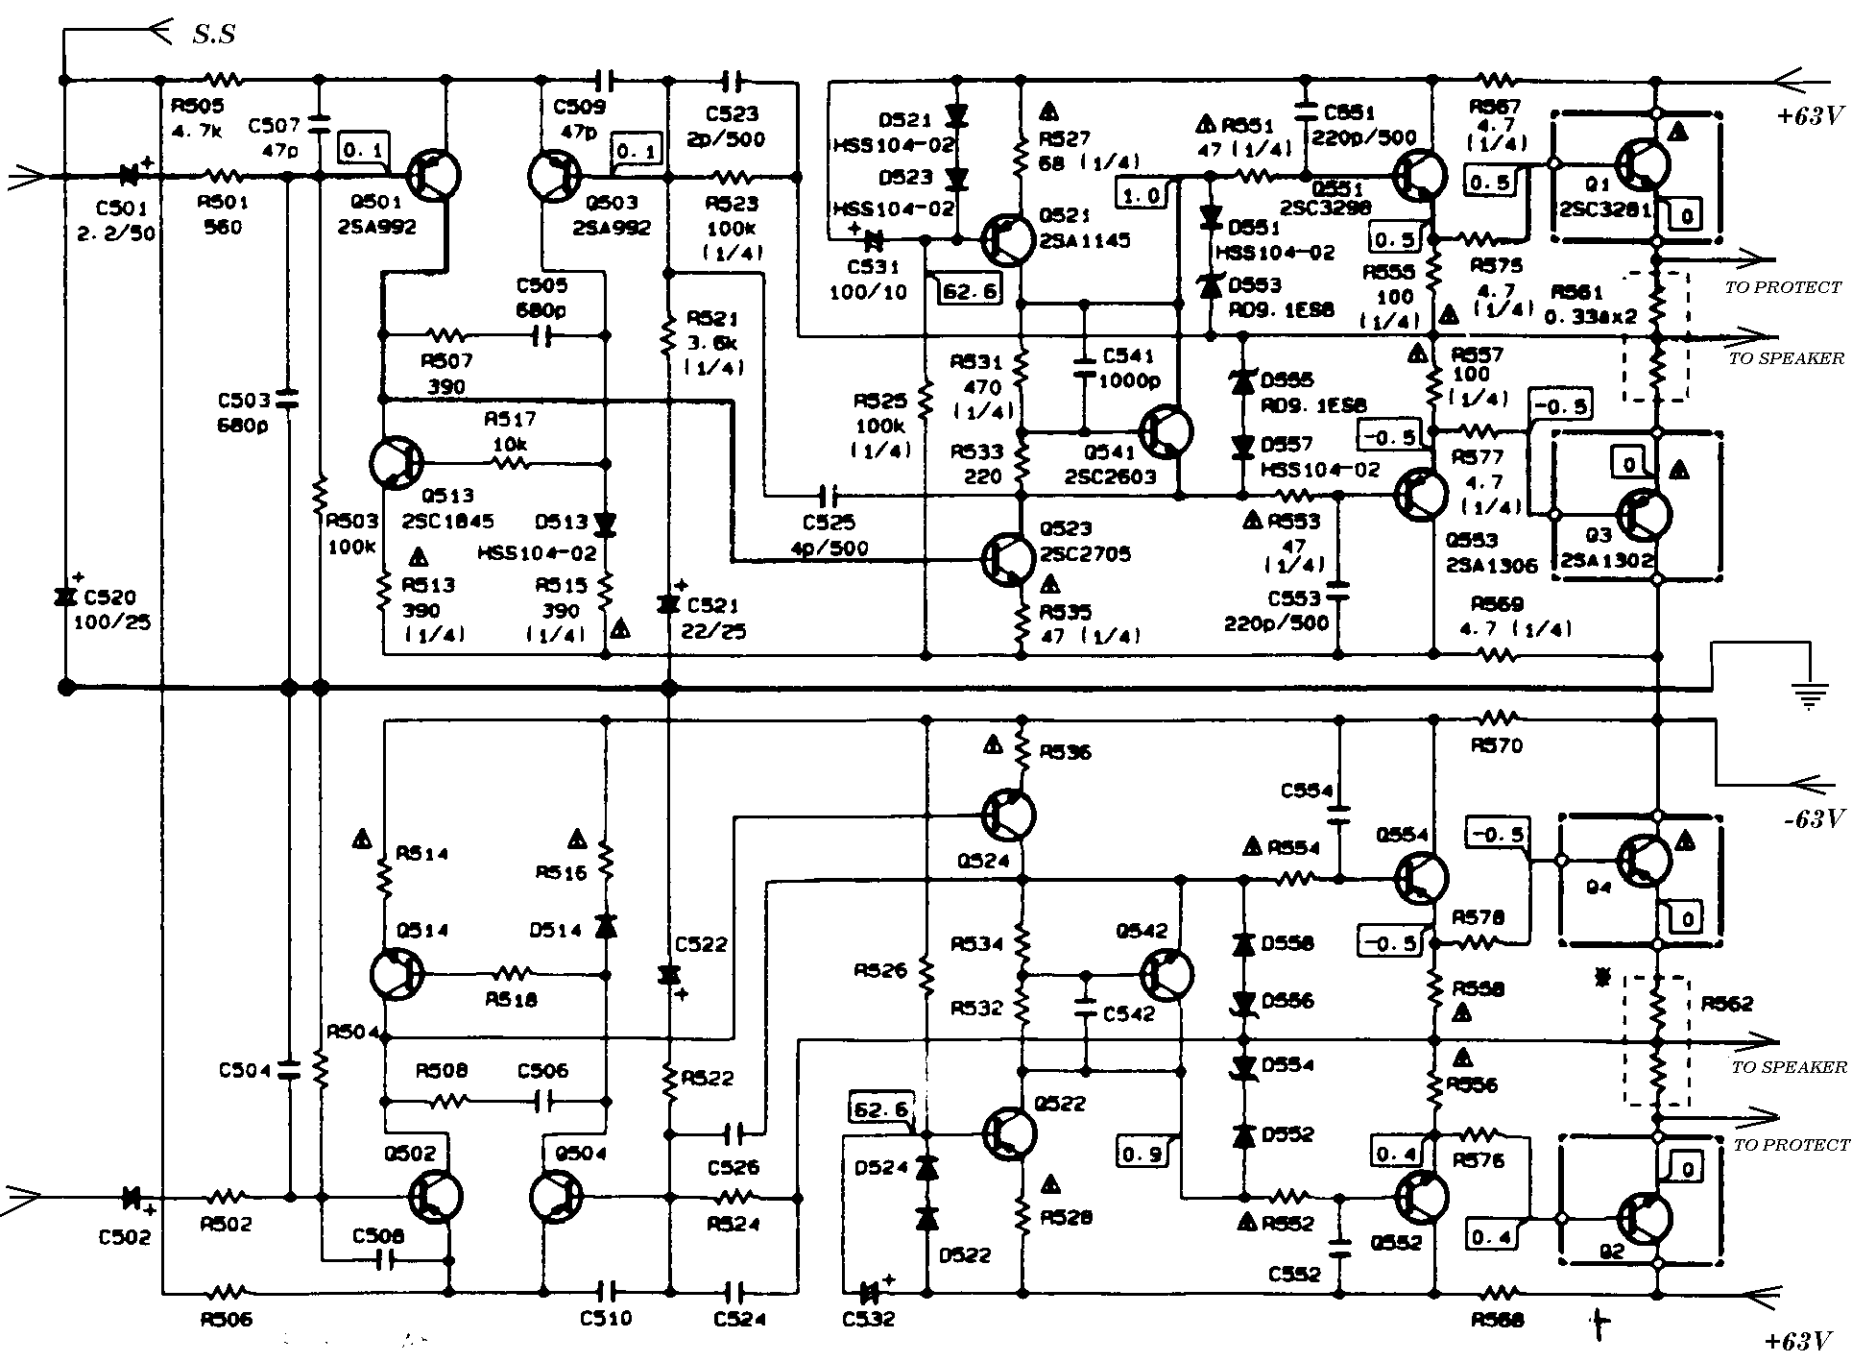 S.S
+63V
R505
4.7k
C507
47p
0.1
C509
47p
0.1
C523
2p/500
C501
2.2/50
R501
560
Q501
2SA992
Q503
2SA992
R523
100k
(1/4)
C505
680p
R507
390
R521
3.6k
(1/4)
C503
680p
R517
10k
Q513
2SC1845
D513
HSS104-02
R503
100k
R513
390
(1/4)
R515
390
(1/4)
C520
100/25
C521
22/25
C525
4p/500
D521
HSS104-02
D523
HSS104-02
R527
68 (1/4)
Q521
2SA1145
C531
100/10
62.6
R525
100k
(1/4)
R531
470
(1/4)
R533
220
C541
1000p
Q541
2SC2603
Q523
2SC2705
R535
47 (1/4)
1.0
R551
47 (1/4)
C551
220p/500
Q551
2SC3298
D551
HSS104-02
D553
RD9.1ESB
D555
RD9.1ESB
D557
HSS104-02
R553
47
(1/4)
C553
220p/500
R567
4.7
(1/4)
0.5
0.5
R555
100
(1/4)
R575
4.7
(1/4)
R557
100
(1/4)
-0.5
-0.5
R577
4.7
(1/4)
Q553
2SA1306
R569
4.7 (1/4)
Q1
2SC3281
0
TO PROTECT
R561
0.33Ωx2
TO SPEAKER
0
Q3
2SA1302
R570
-63V
R536
Q524
R514
R516
Q514
D514
R518
C522
R504
C504
R508
C506
R522
Q502
Q504
C502
R502
C508
R506
C510
C526
R524
C524
R526
R534
R532
Q542
C542
62.6
Q522
D524
D522
R528
C532
0.9
C554
R554
Q554
-0.5
-0.5
R578
R558
D558
D556
D554
D552
R556
0.4
R576
0.4
R552
Q552
C552
R568
Q4
0
R562
TO SPEAKER
TO PROTECT
0
Q2
+63V